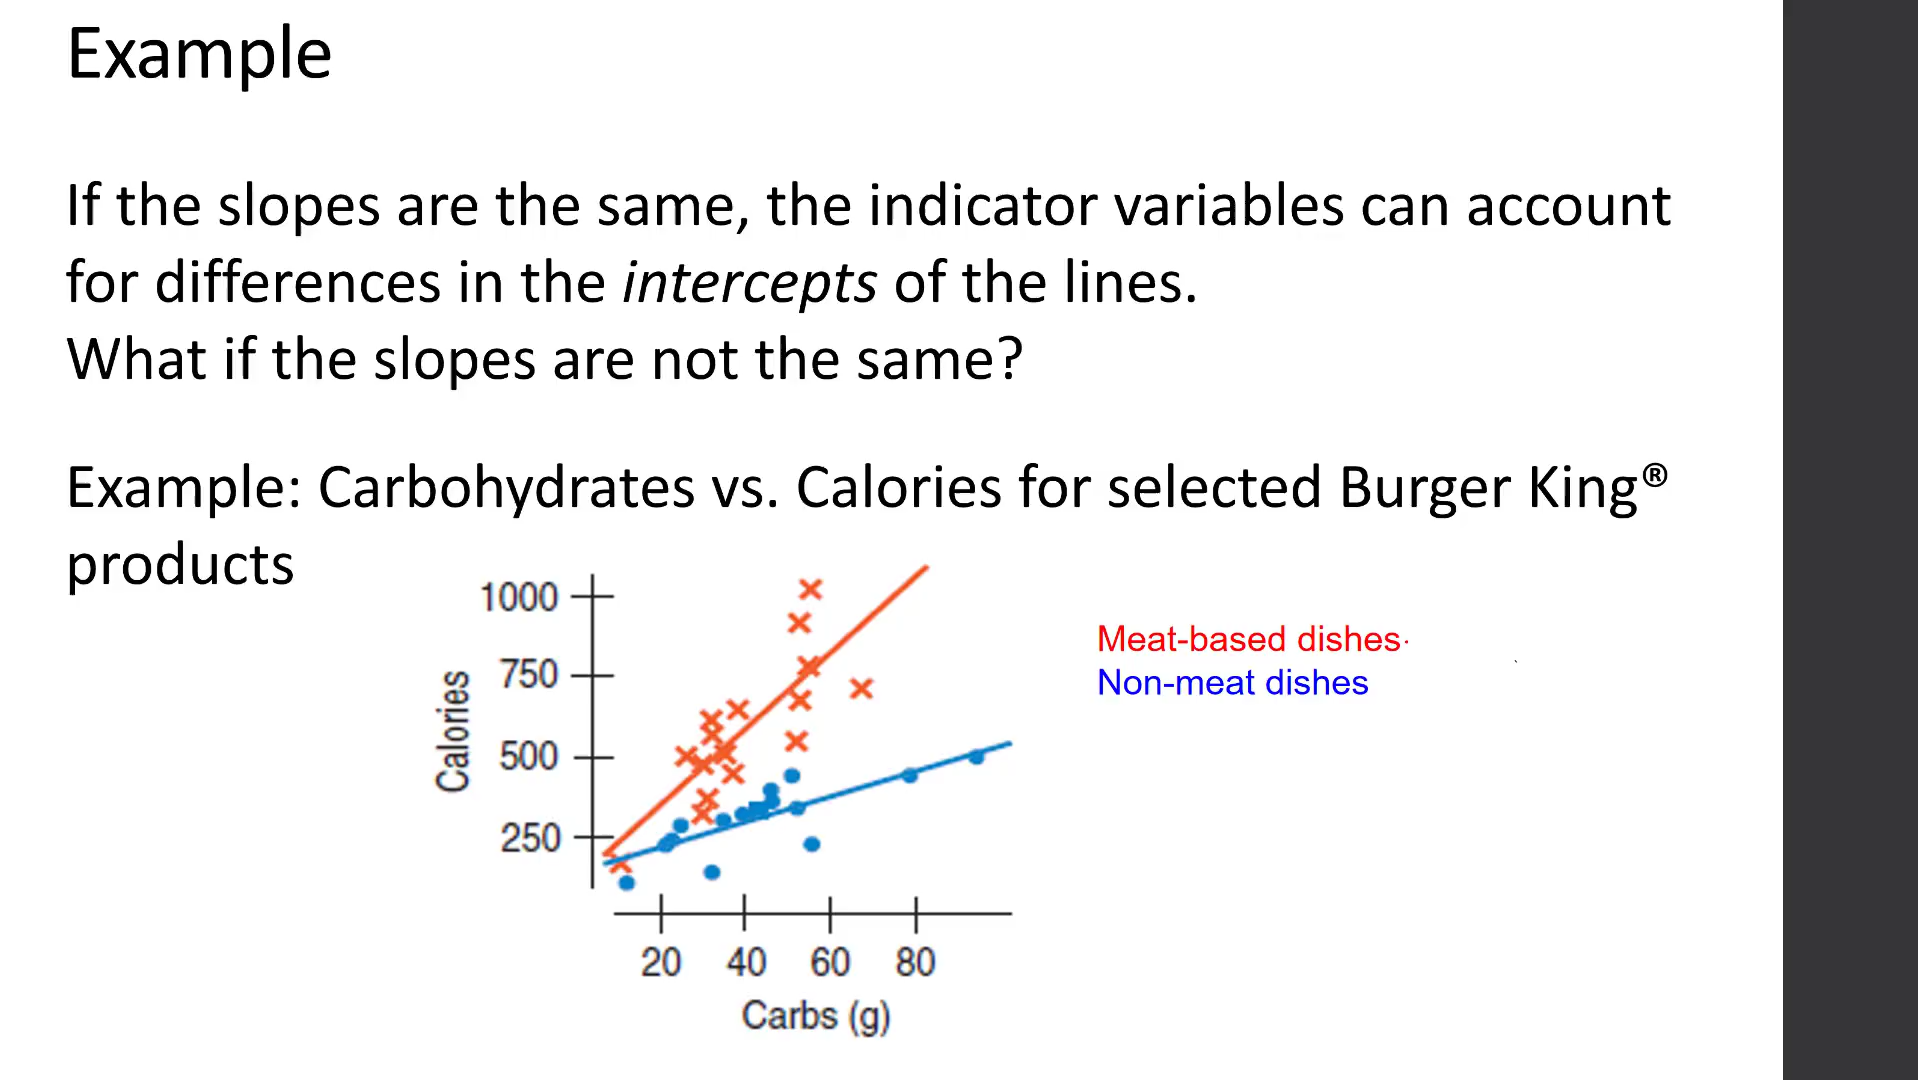 Example
If the slopes are the same, the indicator variables can account
for differences in the intercepts of the lines.
What if the slopes are not the same?
Example: Carbohydrates vs. Calories for selected Burger King®
products
1000
750
500
250
Calories
20 40 60 80
Carbs (g)
Meat-based dishes
Non-meat dishes